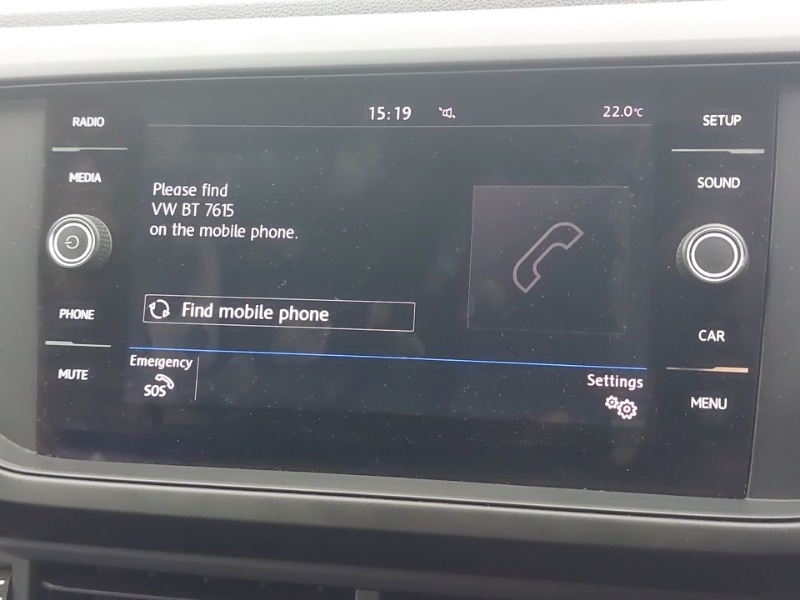 15:19
22.0°C
RADIO
MEDIA
PHONE
MUTE
Please find
VW BT 7615
on the mobile phone.
Find mobile phone
Emergency
SOS
Settings
SETUP
SOUND
CAR
MENU